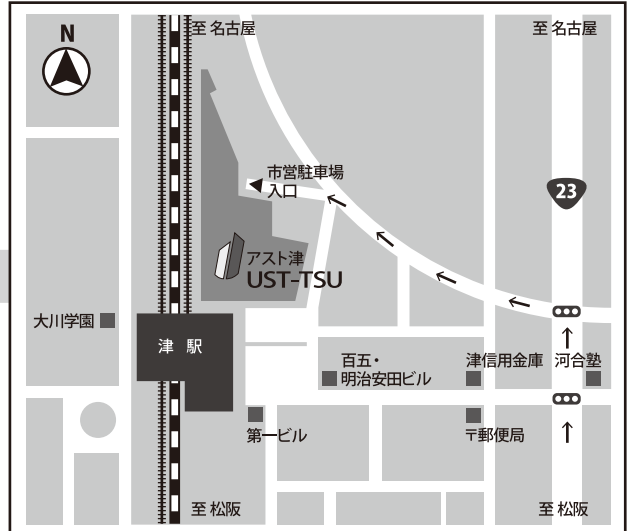 N
至 名古屋
至 名古屋
市営駐車場
入口
23
アスト津
UST-TSU
大川学園
津 駅
百五・
明治安田ビル
津信用金庫
河合塾
第一ビル
〒郵便局
至 松阪
至 松阪